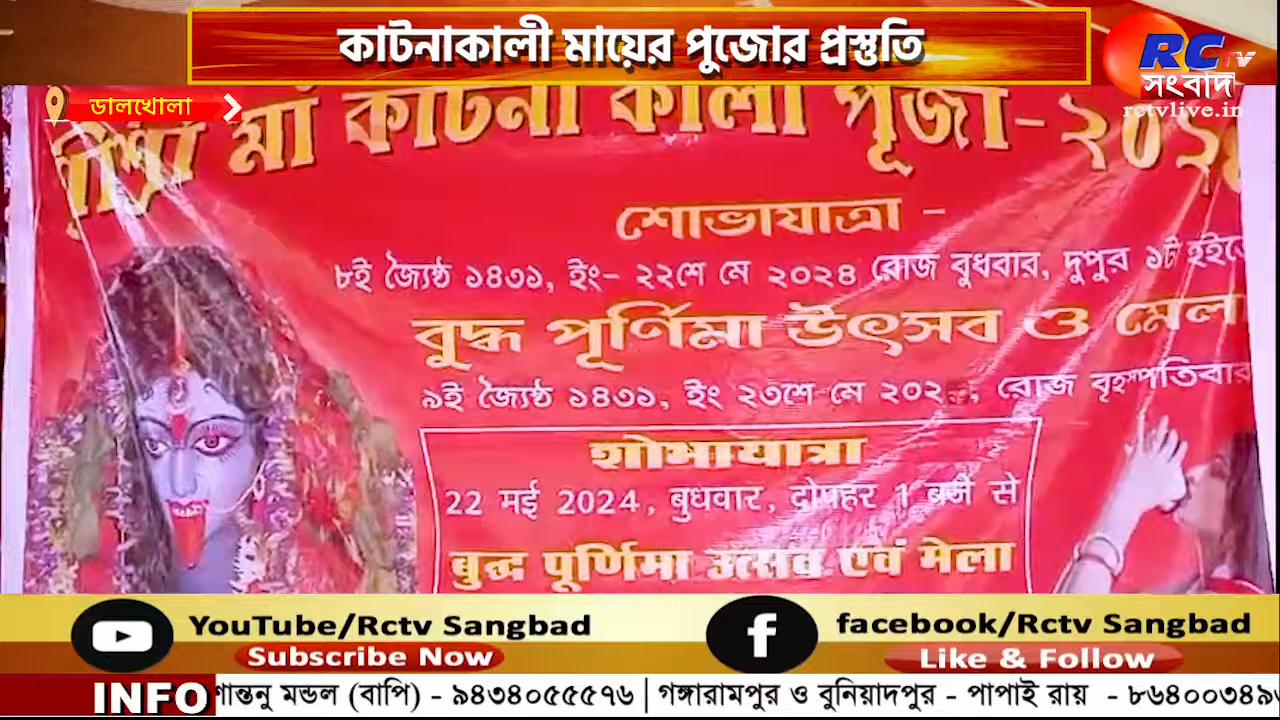 কাটনাকালী মায়ের পুজোর প্রস্তুতি
RCTV
সংবাদ
rctvlive.in
ডালখোলা
মাঁ কাটনা কালী পূজা-২০২
শোভাযাত্রা -
৮ই জ্যৈষ্ঠ ১৪৩১, ইং- ২২শে মে ২০২৪ রোজ বুধবার, দুপুর ১টা হইতে
বুদ্ধ পূর্ণিমা উৎসব ও মেলা
৯ই জ্যৈষ্ঠ ১৪৩১, ইং ২৩শে মে ২০২ , রোজ বৃহস্পতিবার
शोभायात्रा
22 मई 2024, बुधवार, दोपहर 1 बजे से
बुद्ध पूर्णिमा उत्सव एवं मेला
YouTube/Rctv Sangbad
Subscribe Now
facebook/Rctv Sangbad
Like & Follow
INFO
শান্তনু মন্ডল (বাপি) - ৯৪৩৪০৫৫৫৭৬ | গঙ্গারামপুর ও বুনিয়াদপুর - পাপাই রায় - ৮৬৪০০৩৪৯